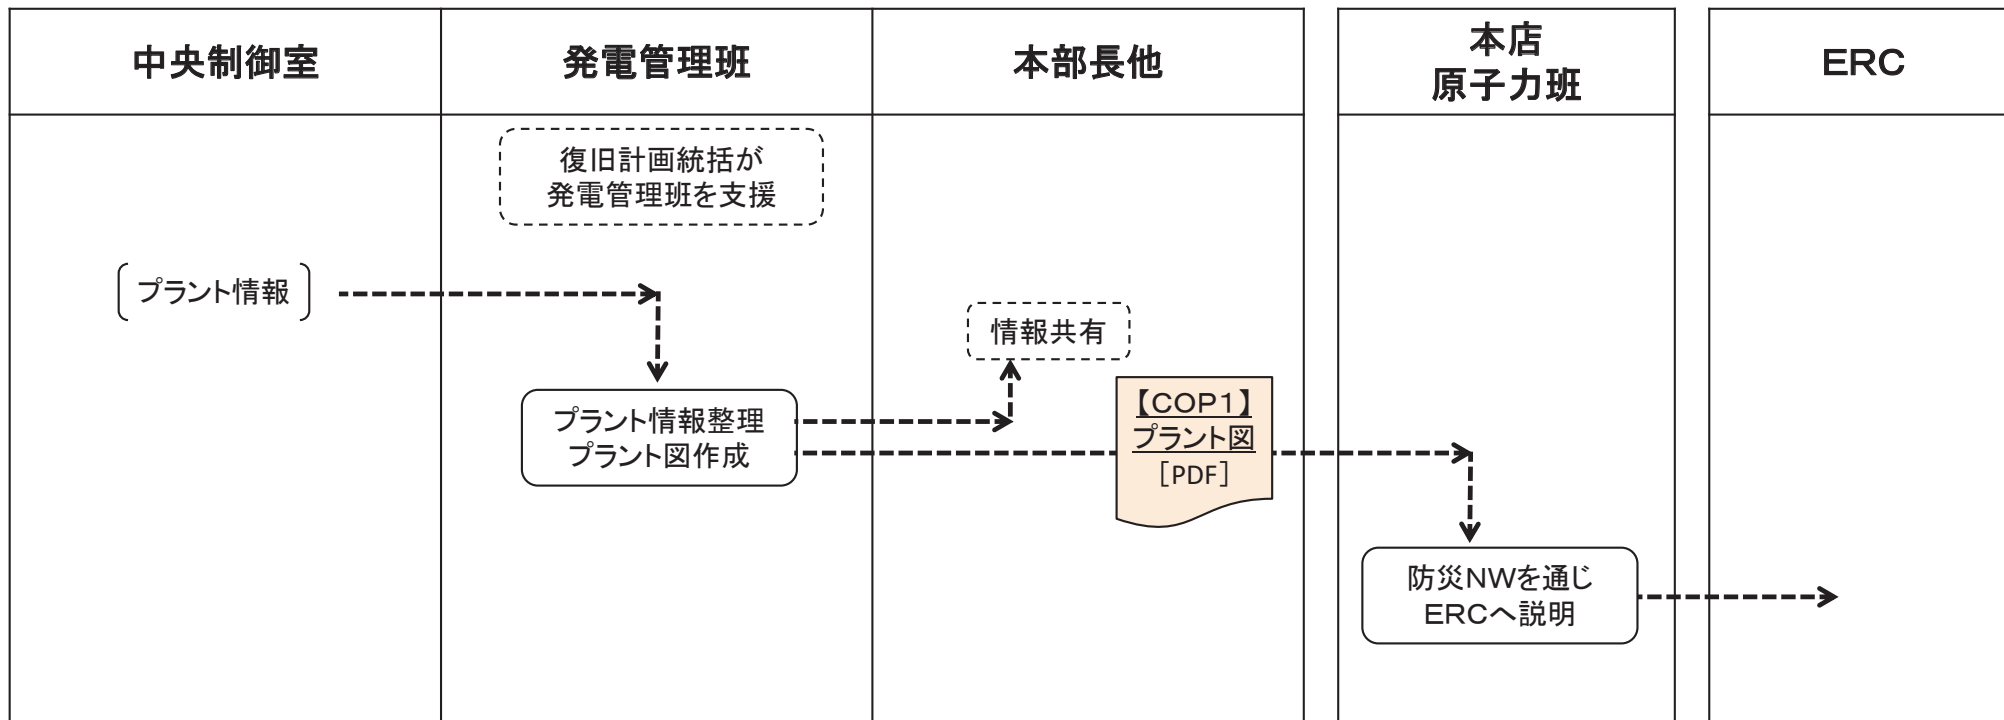 中央制御室
発電管理班
本部長他
本店
原子力班
ERC
復旧計画統括が
発電管理班を支援
プラント情報
情報共有
プラント情報整理
プラント図作成
【COP1】
プラント図
[PDF]
防災NWを通じ
ERCへ説明